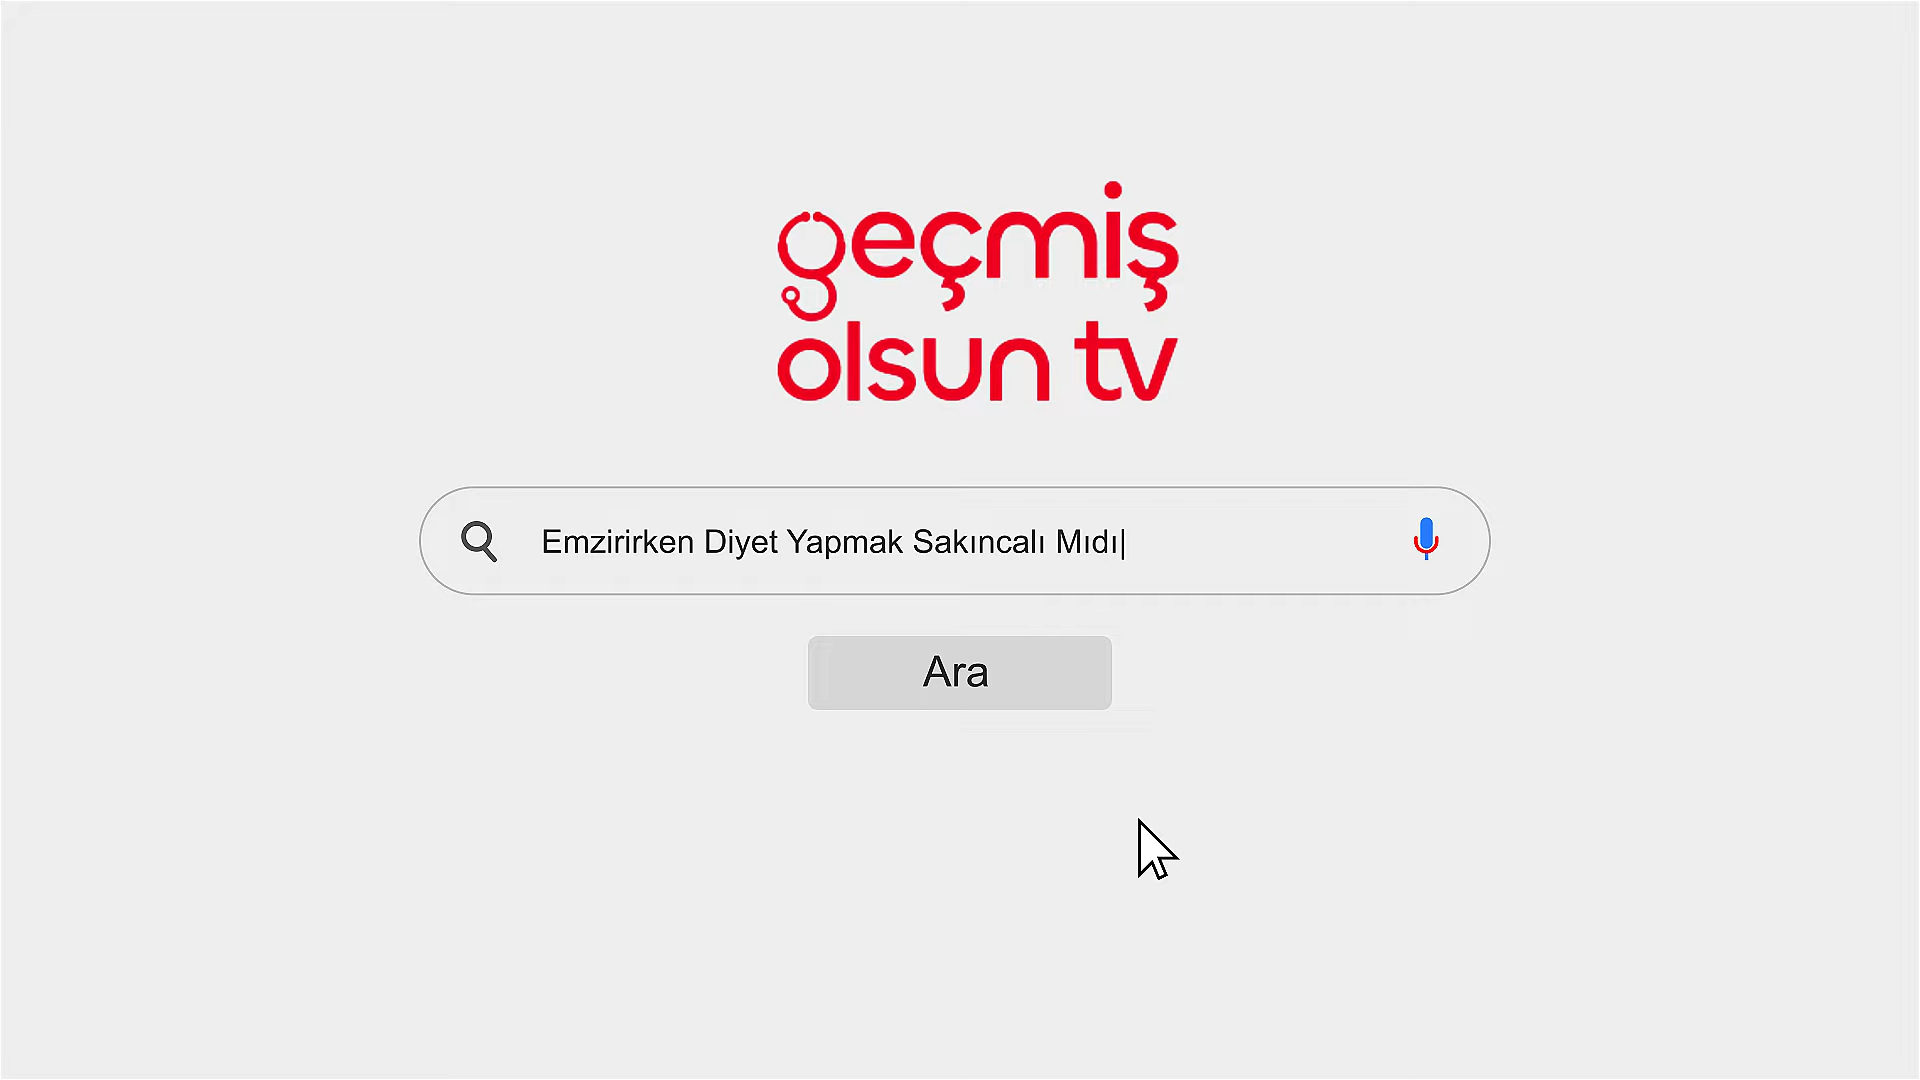 geçmiş
olsun tv
Emzirirken Diyet Yapmak Sakıncalı Mıdı
Ara